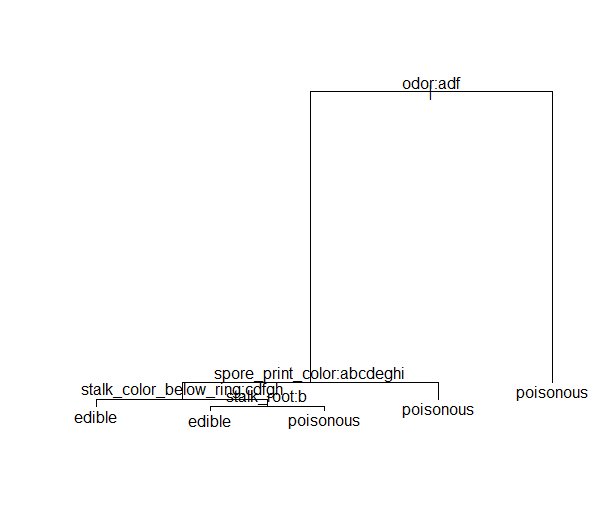 odor:adf
spore_print_color:abcdeghi
stalk_color_below_ring:cdfgh
stalk_root:b
poisonous
poisonous
edible
edible
poisonous